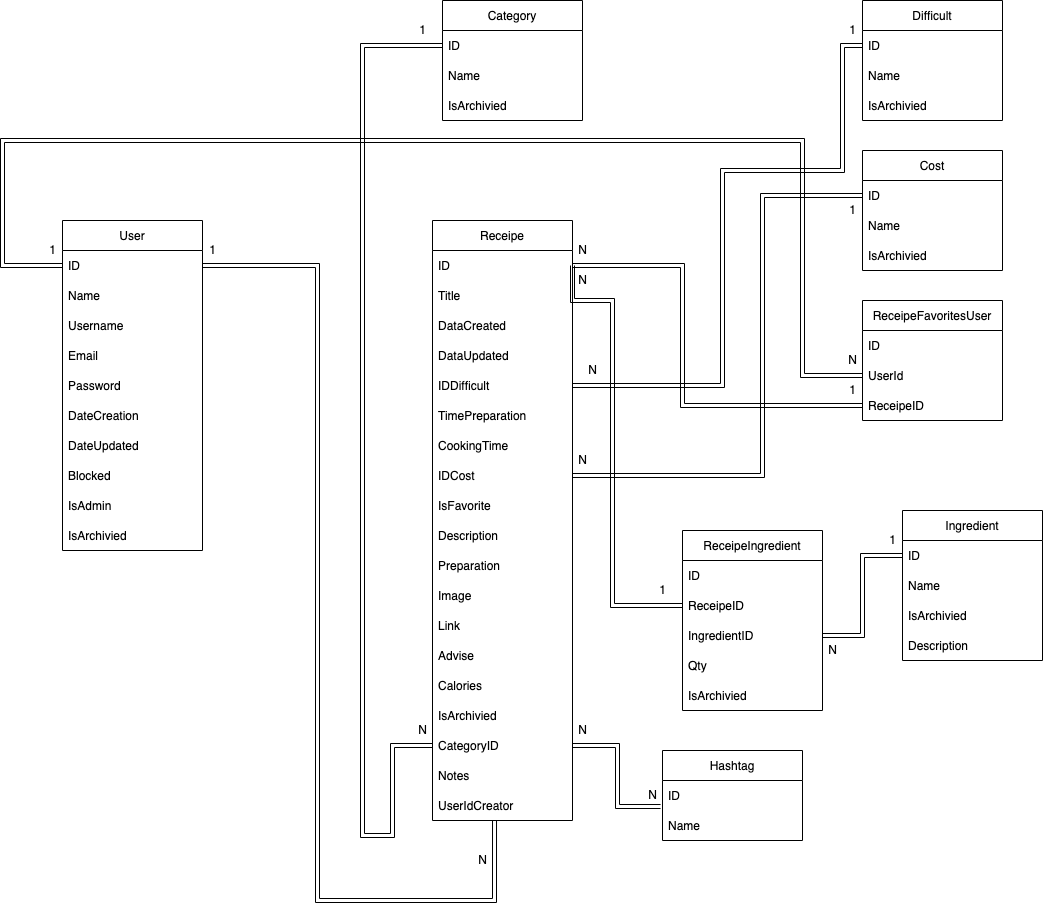 Category
1
ID
Name
IsArchivied
Difficult
1
ID
Name
IsArchivied
Cost
ID
1
Name
IsArchivied
User
1
1
ID
Name
Username
Email
Password
DateCreation
DateUpdated
Blocked
IsAdmin
IsArchivied
Receipe
N
ID
N
Title
DataCreated
DataUpdated
N
IDDifficult
TimePreparation
CookingTime
N
IDCost
IsFavorite
Description
Preparation
Image
Link
Advise
Calories
IsArchivied
N
N
CategoryID
Notes
UserIdCreator
N
ReceipeFavoritesUser
ID
N
UserId
1
ReceipeID
ReceipeIngredient
ID
1
ReceipeID
IngredientID
N
Qty
IsArchivied
Ingredient
1
ID
Name
IsArchivied
Description
Hashtag
N
ID
Name